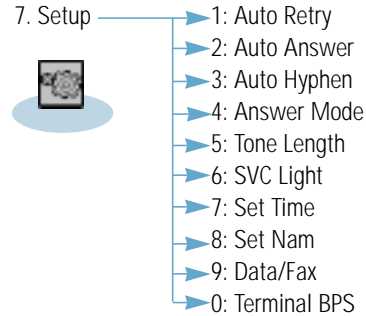 7. Setup
1: Auto Retry
2: Auto Answer
3: Auto Hyphen
4: Answer Mode
5: Tone Length
6: SVC Light
7: Set Time
8: Set Nam
9: Data/Fax
0: Terminal BPS